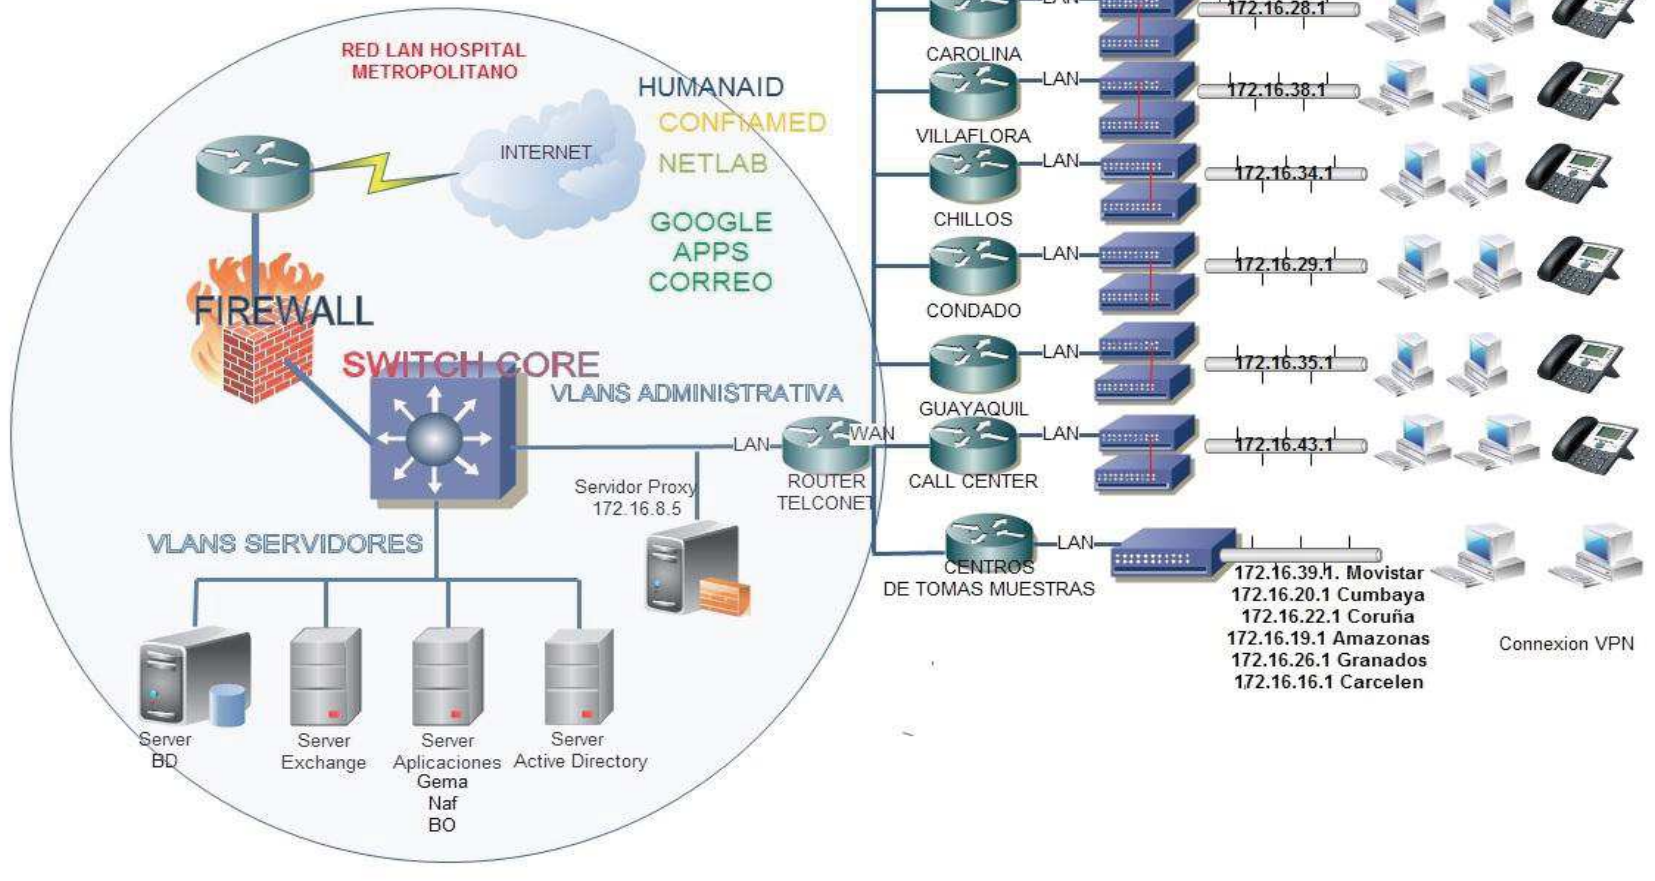 RED LAN HOSPITAL
METROPOLITANO
HUMANAID
CONFIAMED
NETLAB
INTERNET
GOOGLE
APPS
CORREO
FIREWALL
SWITCH CORE
VLANS ADMINISTRATIVA
LAN
WAN
ROUTER
TELCONET
Servidor Proxy
172.16.8.5
VLANS SERVIDORES
Server
BD
Server
Exchange
Server
Aplicaciones
Gema
Naf
BO
Server
Active Directory
LAN
172.16.28.1
CAROLINA
LAN
172.16.38.1
VILLAFLORA
LAN
172.16.34.1
CHILLOS
LAN
172.16.29.1
CONDADO
LAN
172.16.35.1
GUAYAQUIL
LAN
172.16.43.1
CALL CENTER
LAN
CENTROS
DE TOMAS MUESTRAS
172.16.39.1. Movistar
172.16.20.1 Cumbaya
172.16.22.1 Coruña
172.16.19.1 Amazonas
172.16.26.1 Granados
172.16.16.1 Carcelen
Connexion VPN